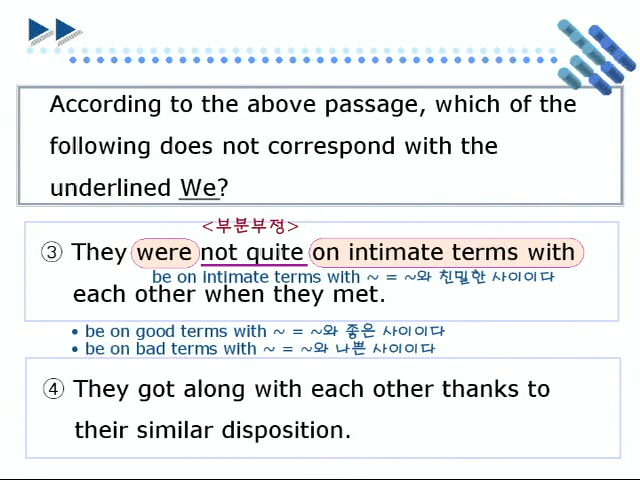 According to the above passage, which of the
following does not correspond with the
underlined We?
<부분부정>
③ They were not quite on intimate terms with
be on intimate terms with ~ = ~와 친밀한 사이이다
each other when they met.
• be on good terms with ~ = ~와 좋은 사이이다
• be on bad terms with ~ = ~와 나쁜 사이이다
④ They got along with each other thanks to
their similar disposition.